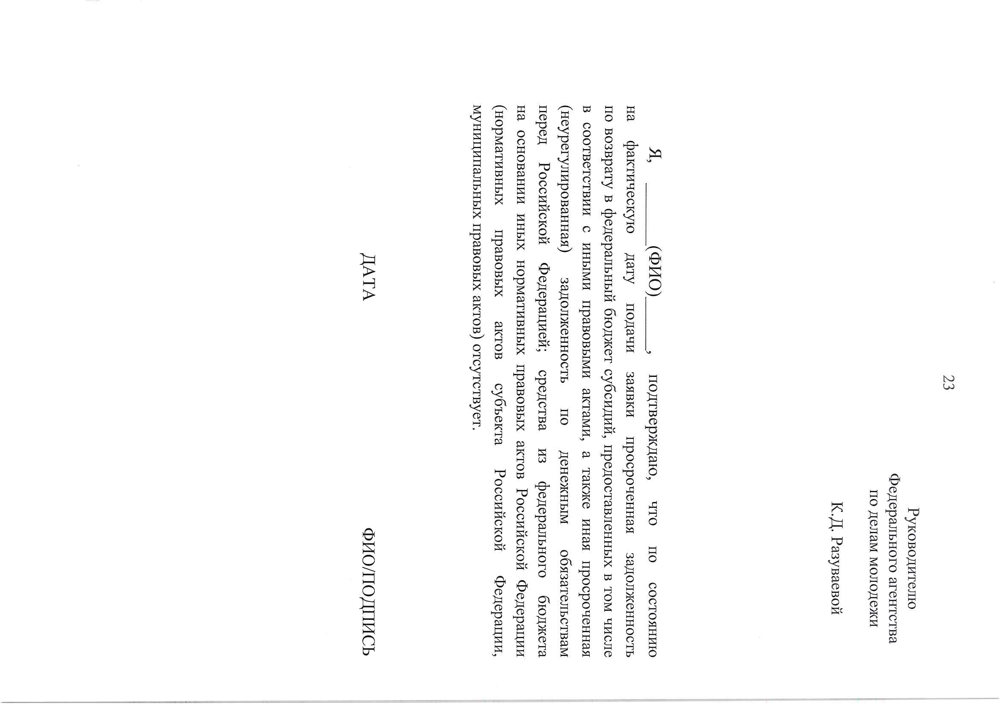 23
Руководителю
Федерального агентства
по делам молодежи
К.Д. Разуваевой
Я, ________(ФИО)_______, подтверждаю, что по состоянию
на фактическую дату подачи заявки просроченная задолженность
по возврату в федеральный бюджет субсидий, предоставленных в том числе
в соответствии с иными правовыми актами, а также иная просроченная
(неурегулированная) задолженность по денежным обязательствам
перед Российской Федерацией; средства из федерального бюджета
на основании иных нормативных правовых актов Российской Федерации
(нормативных правовых актов субъекта Российской Федерации,
муниципальных правовых актов) отсутствует.
ДАТА ФИО/ПОДПИСЬ